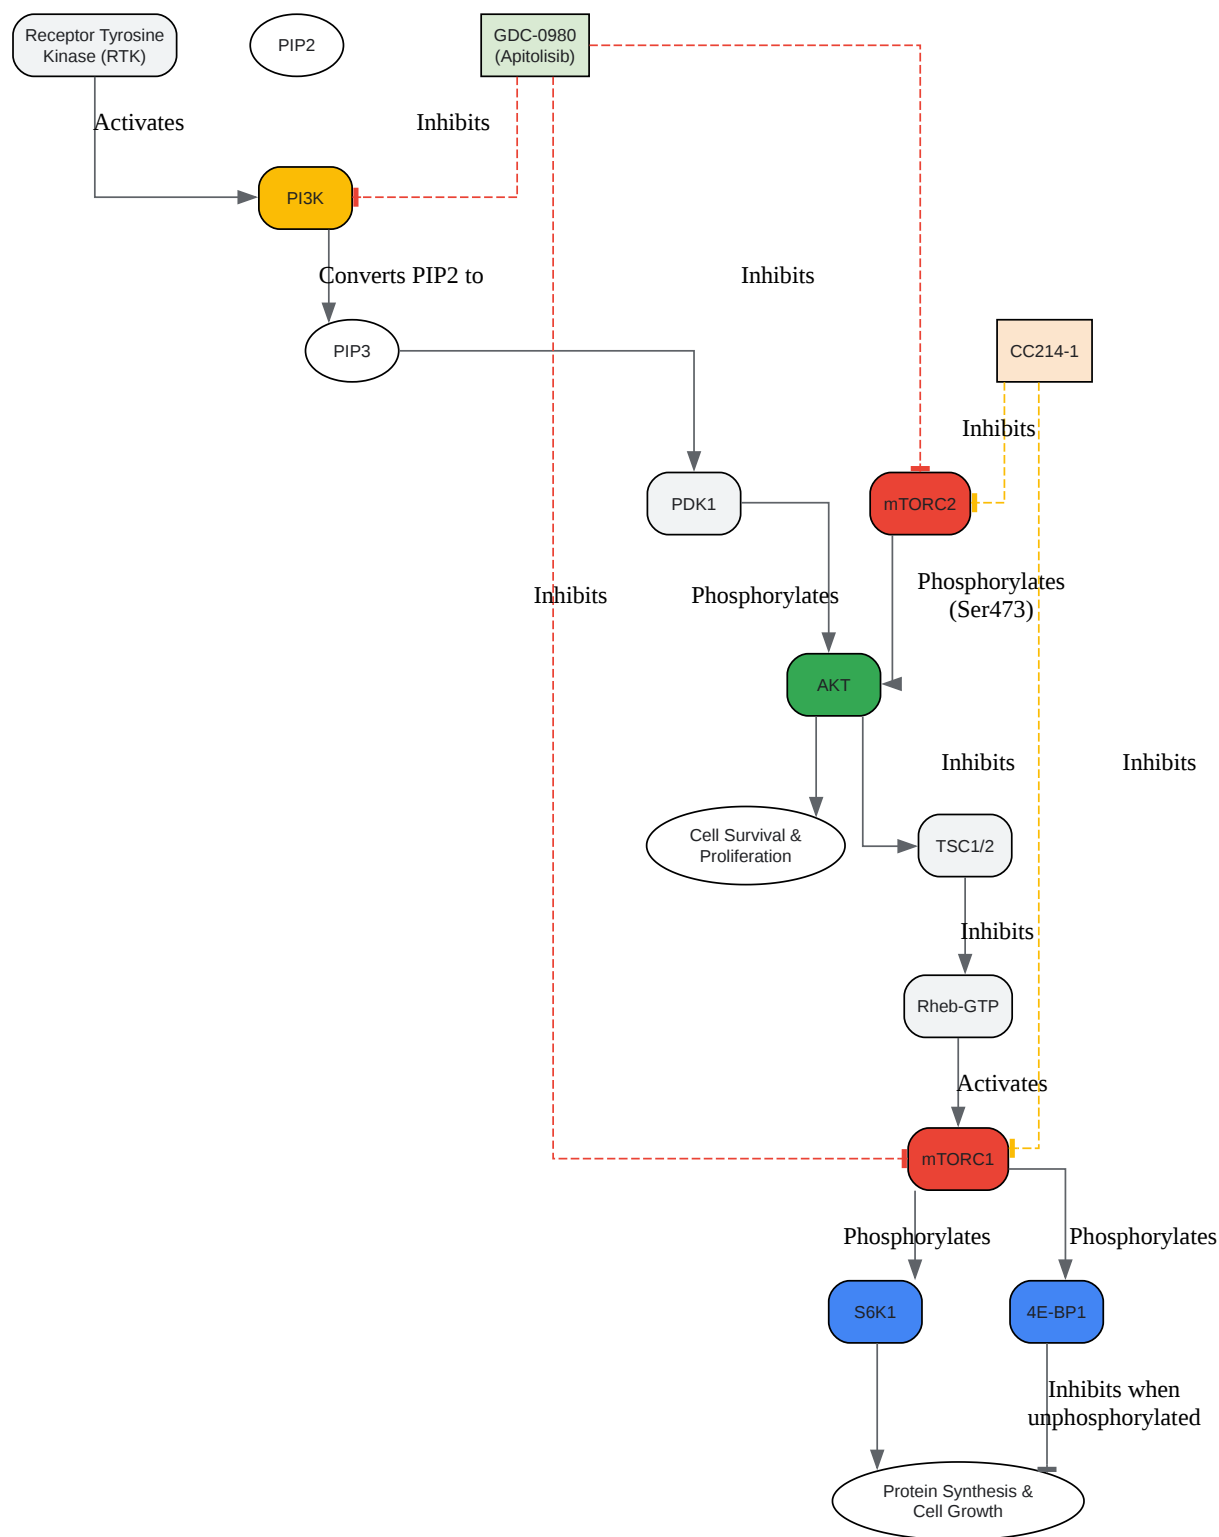 Receptor Tyrosine
Kinase (RTK)
PIP2
GDC-0980
(Apitolisib)
Activates
Inhibits
PI3K
Converts PIP2 to
Inhibits
PIP3
CC214-1
Inhibits
PDK1
mTORC2
Inhibits
Phosphorylates
Phosphorylates
(Ser473)
AKT
Inhibits
Inhibits
Cell Survival &
Proliferation
TSC1/2
Inhibits
Rheb-GTP
Activates
mTORC1
Phosphorylates
Phosphorylates
S6K1
4E-BP1
Inhibits when
unphosphorylated
Protein Synthesis &
Cell Growth